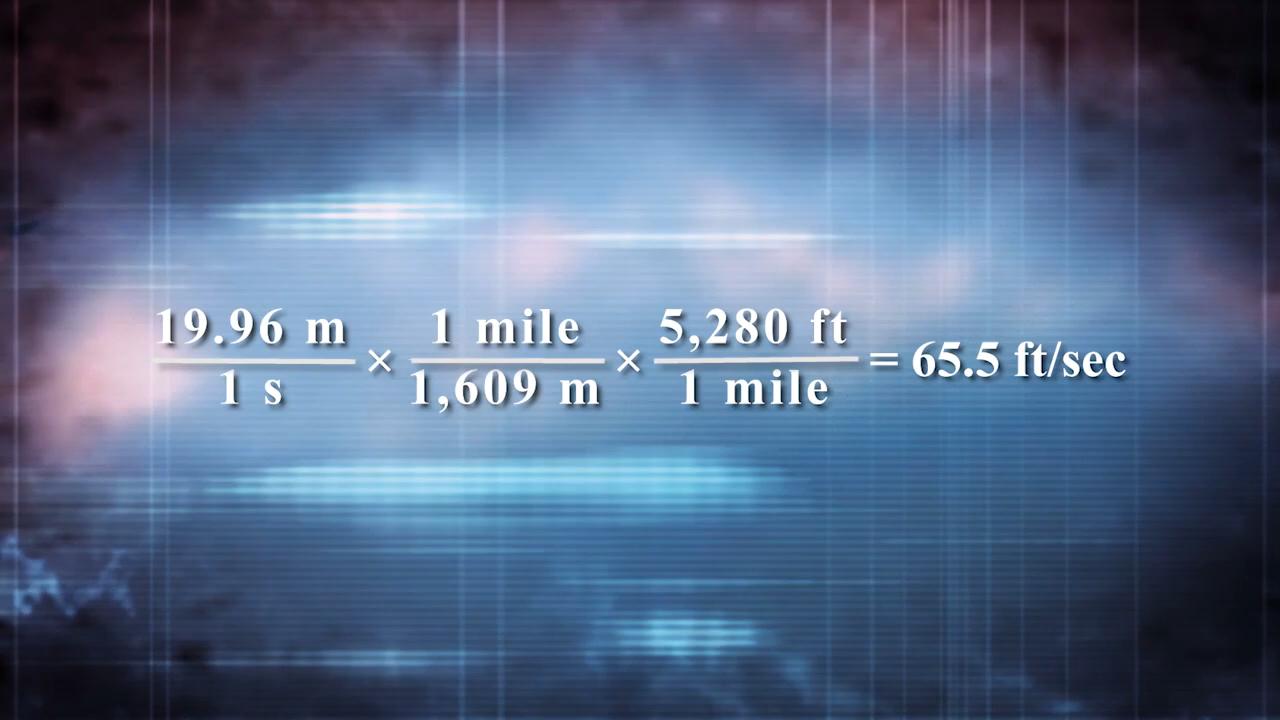 19.96 m / 1 s × 1 mile / 1,609 m × 5,280 ft / 1 mile = 65.5 ft/sec